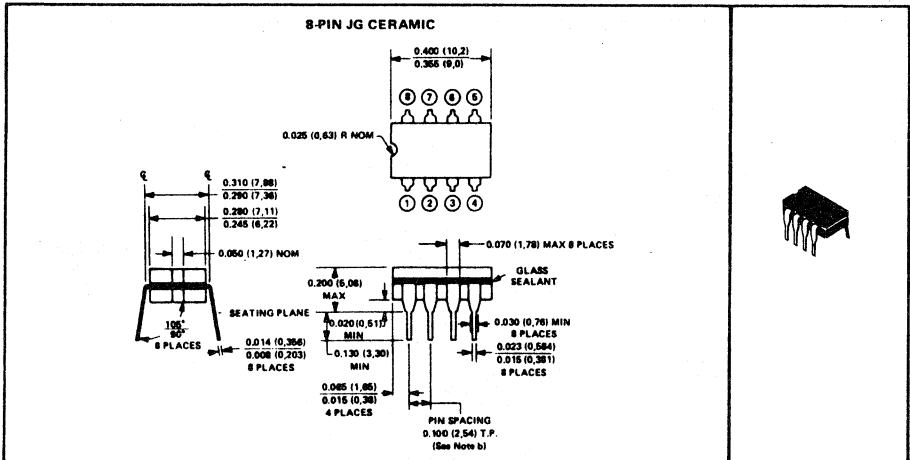 8-PIN JG CERAMIC
0.400 (10,2)
0.355 (9,0)
8 7 6 5
0.025 (0,63) R NOM
1 2 3 4
℄ ℄
0.310 (7,88)
0.290 (7,36)
0.280 (7,11)
0.245 (6,22)
0.050 (1,27) NOM
0.070 (1,78) MAX 8 PLACES
0.200 (5,08)
MAX
GLASS
SEALANT
SEATING PLANE
0.020 (0,51)
MIN
0.030 (0,76) MIN
8 PLACES
105°
90°
8 PLACES
0.014 (0,356)
0.008 (0,203)
8 PLACES
0.130 (3,30)
MIN
0.023 (0,584)
0.015 (0,381)
8 PLACES
0.065 (1,65)
0.015 (0,38)
4 PLACES
PIN SPACING
0.100 (2,54) T.P.
(See Note b)